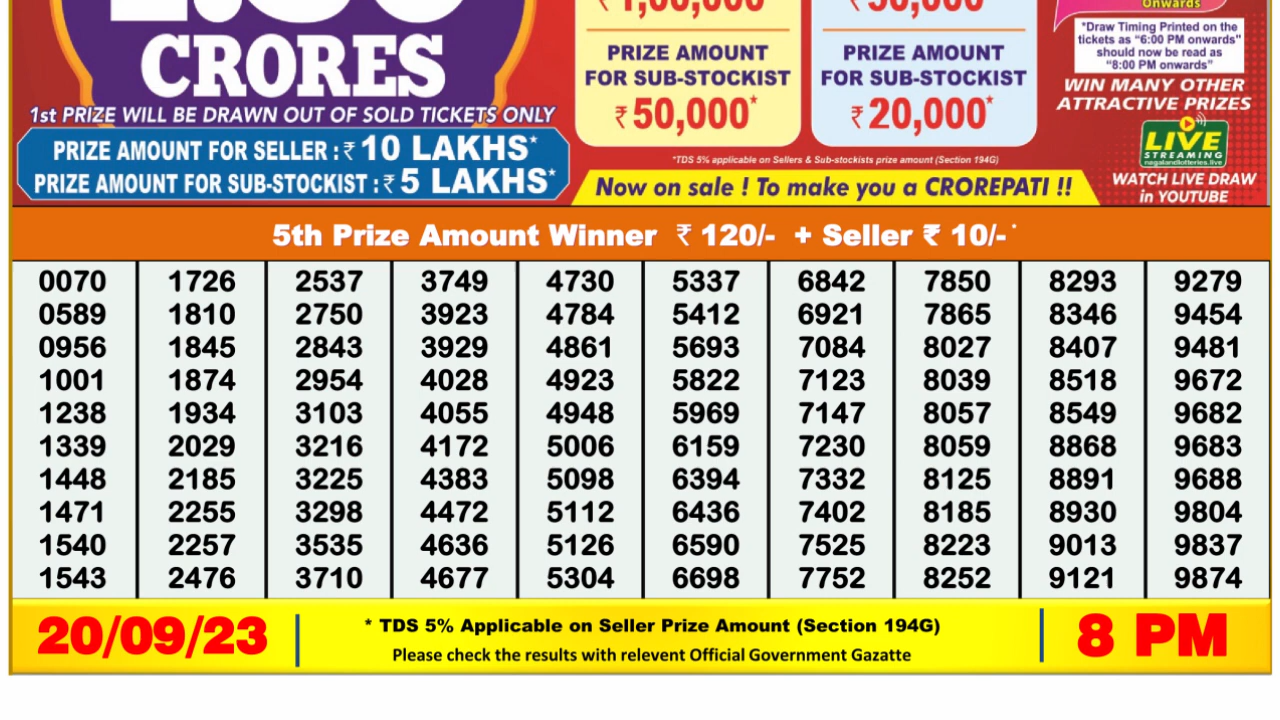 Onwards
CRORES
1st PRIZE WILL BE DRAWN OUT OF SOLD TICKETS ONLY
PRIZE AMOUNT FOR SELLER : ₹ 10 LAKHS*
PRIZE AMOUNT FOR SUB-STOCKIST : ₹ 5 LAKHS*
PRIZE AMOUNT
FOR SUB-STOCKIST
₹ 50,000*
PRIZE AMOUNT
FOR SUB-STOCKIST
₹ 20,000*
*TDS 5% applicable on Sellers & Sub-stockists prize amount (Section 194G)
Now on sale ! To make you a CROREPATI !!
*Draw Timing Printed on the
tickets as "6:00 PM onwards"
should now be read as
"8:00 PM onwards"
WIN MANY OTHER
ATTRACTIVE PRIZES
LIVE
STREAMING
nagalandlotteries.live
WATCH LIVE DRAW
in YOUTUBE
5th Prize Amount Winner ₹ 120/- + Seller ₹ 10/-*
0070 1726 2537 3749 4730 5337 6842 7850 8293 9279
0589 1810 2750 3923 4784 5412 6921 7865 8346 9454
0956 1845 2843 3929 4861 5693 7084 8027 8407 9481
1001 1874 2954 4028 4923 5822 7123 8039 8518 9672
1238 1934 3103 4055 4948 5969 7147 8057 8549 9682
1339 2029 3216 4172 5006 6159 7230 8059 8868 9683
1448 2185 3225 4383 5098 6394 7332 8125 8891 9688
1471 2255 3298 4472 5112 6436 7402 8185 8930 9804
1540 2257 3535 4636 5126 6590 7525 8223 9013 9837
1543 2476 3710 4677 5304 6698 7752 8252 9121 9874
20/09/23
* TDS 5% Applicable on Seller Prize Amount (Section 194G)
Please check the results with relevent Official Government Gazatte
8 PM